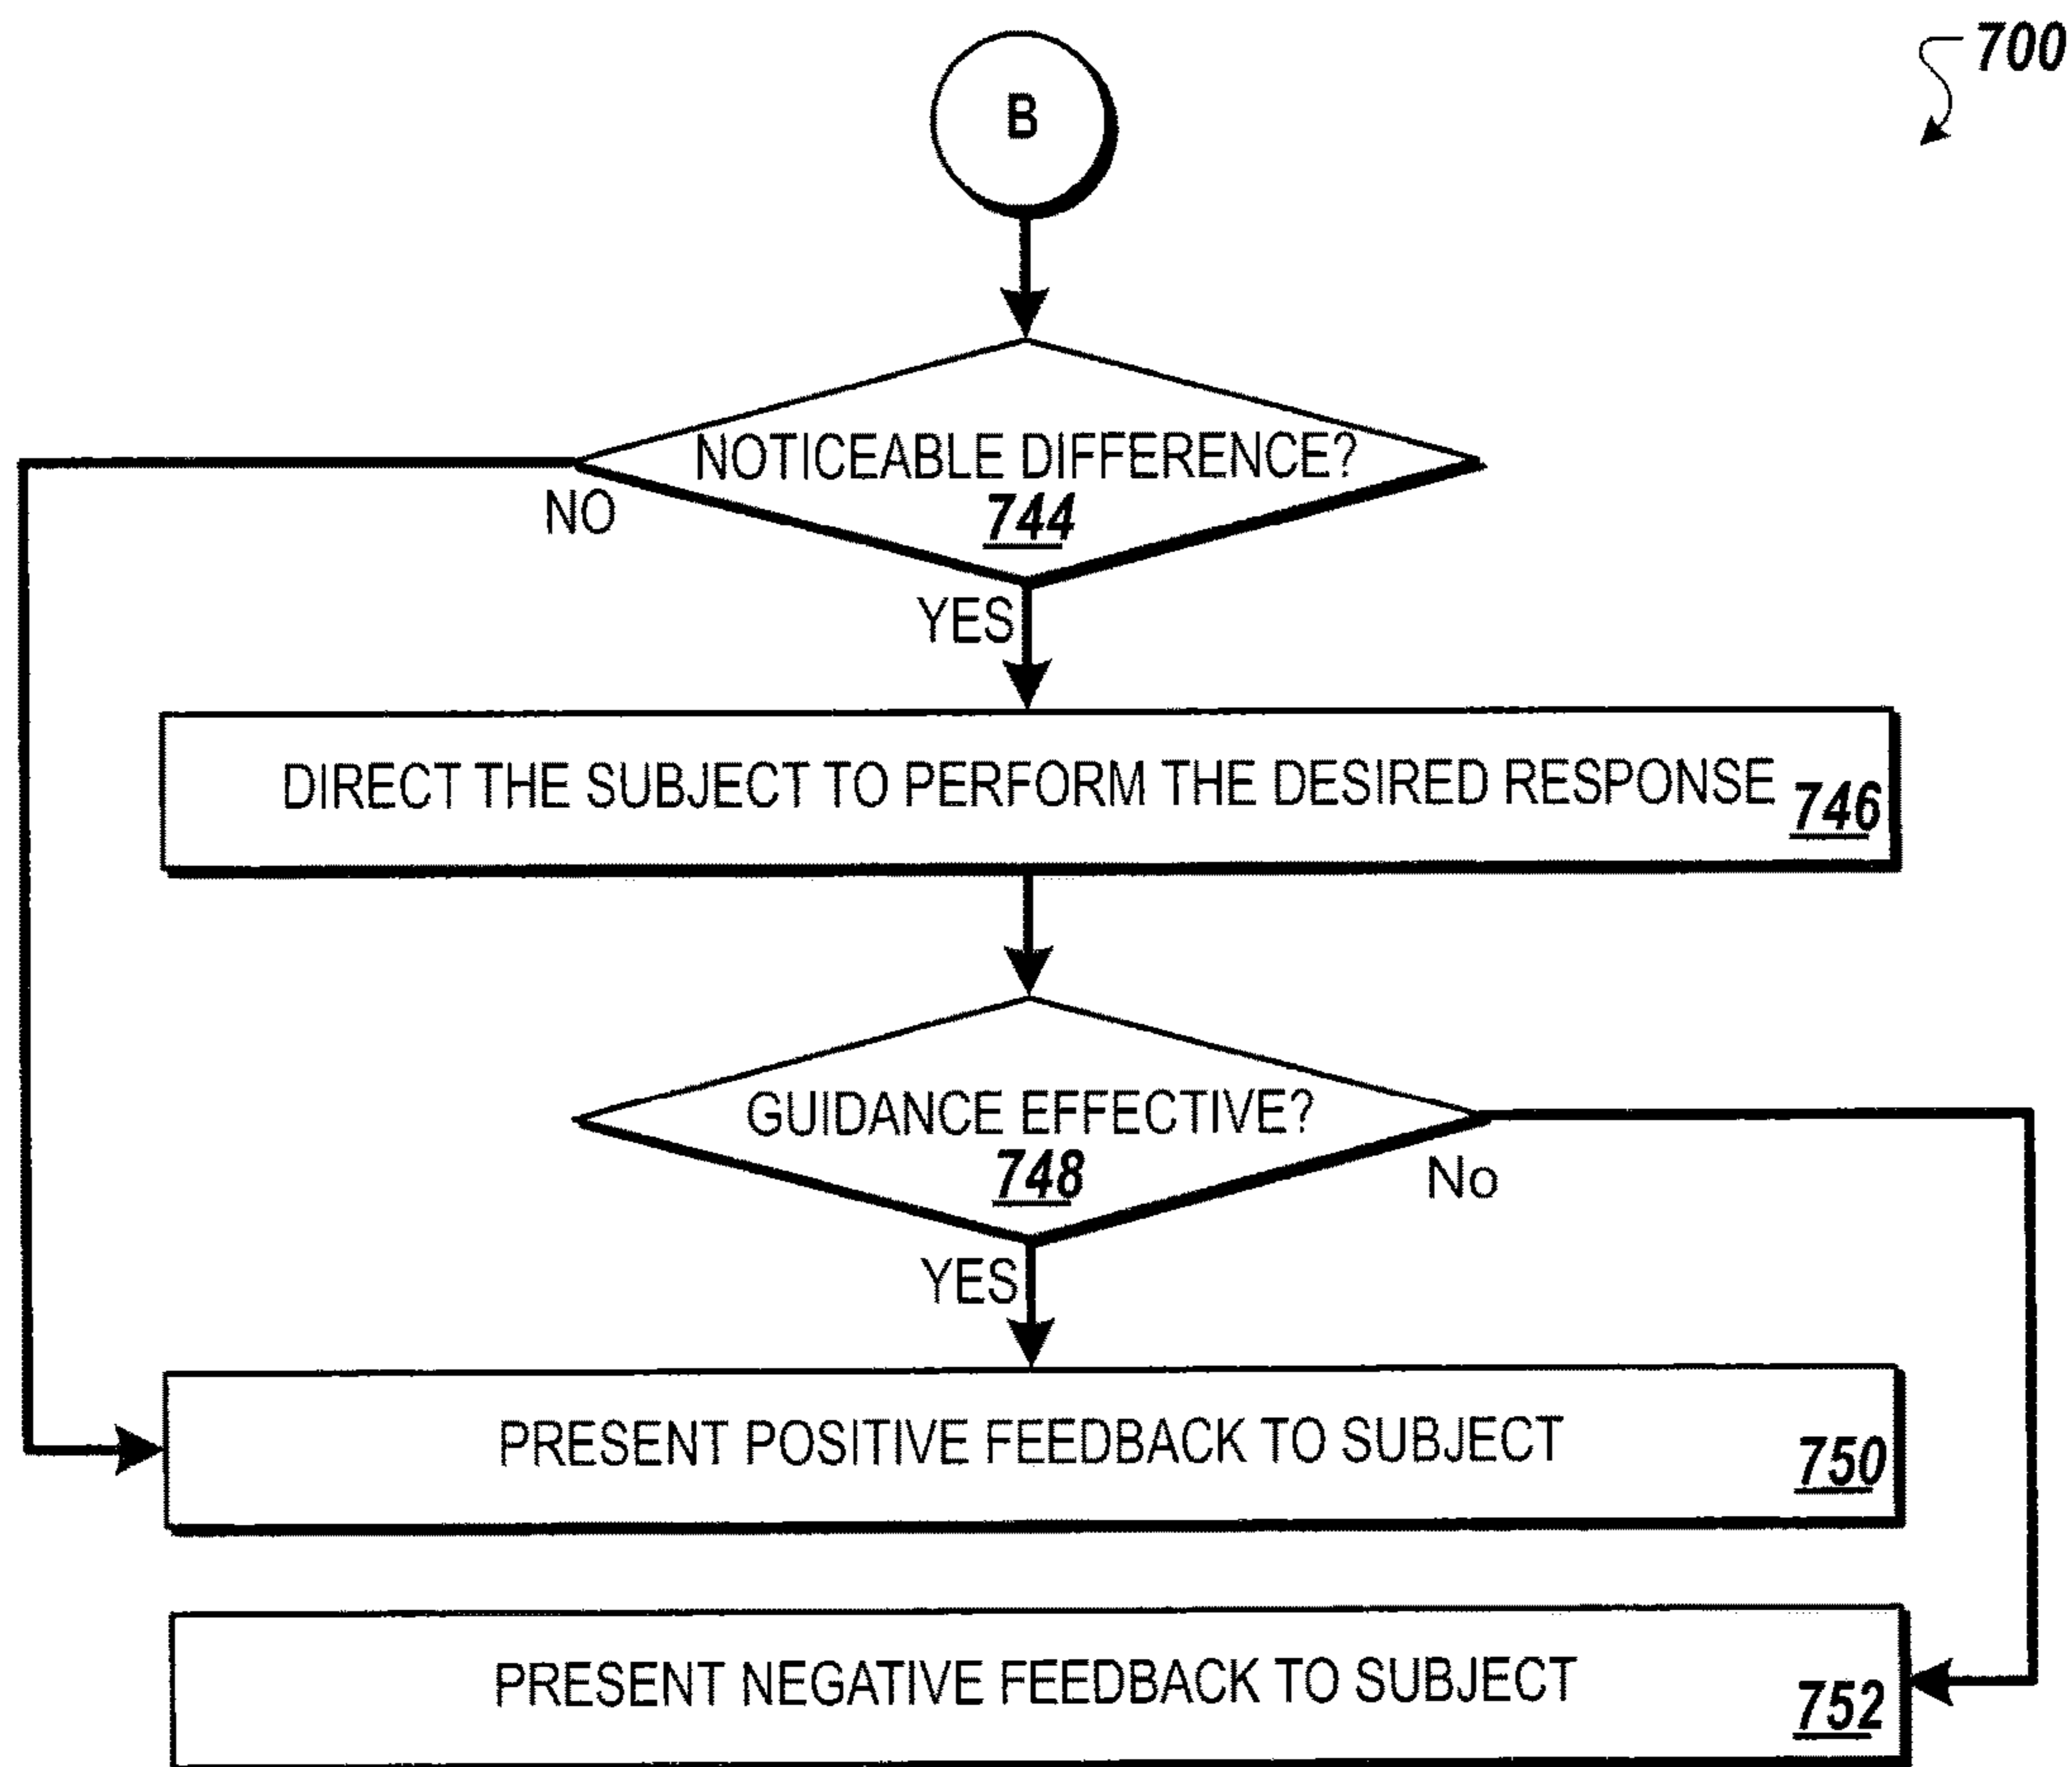 700
B
NOTICEABLE DIFFERENCE?
744
NO
YES
DIRECT THE SUBJECT TO PERFORM THE DESIRED RESPONSE
746
GUIDANCE EFFECTIVE?
748
No
YES
PRESENT POSITIVE FEEDBACK TO SUBJECT
750
PRESENT NEGATIVE FEEDBACK TO SUBJECT
752